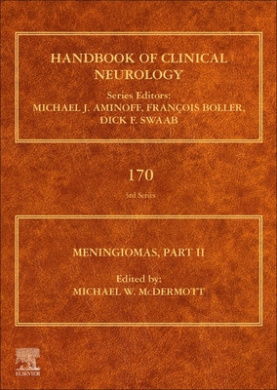 HANDBOOK OF CLINICAL
NEUROLOGY
Series Editors:
MICHAEL J. AMINOFF, FRANÇOIS BOLLER,
DICK F. SWAAB
170
3rd Series
MENINGIOMAS, PART II
Edited by:
MICHAEL W. MCDERMOTT
ELSEVIER